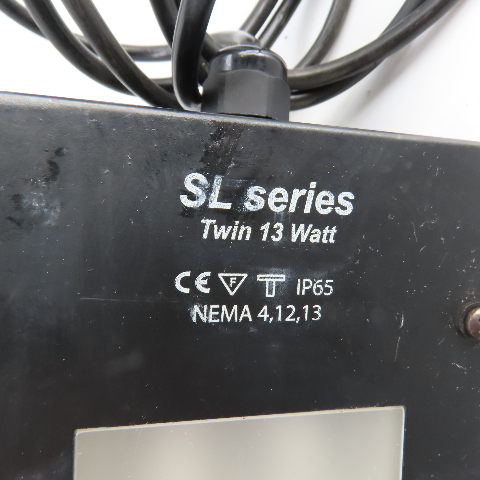 SL series
Twin 13 Watt
CE F IP65
NEMA 4,12,13